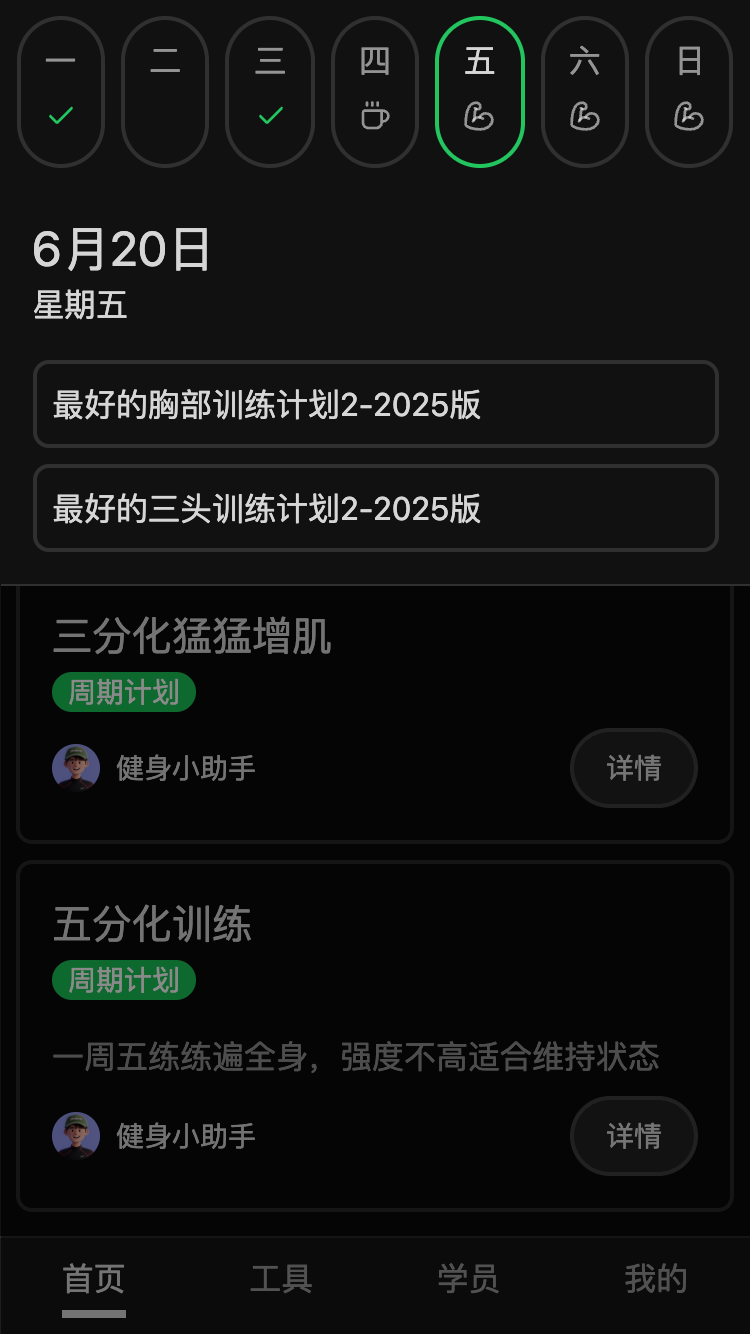 一 二 三 四 五 六 日
6月20日
星期五
最好的胸部训练计划2-2025版
最好的三头训练计划2-2025版
三分化猛猛增肌
周期计划
健身小助手 详情
五分化训练
周期计划
一周五练练遍全身，强度不高适合维持状态
健身小助手 详情
首页 工具 学员 我的